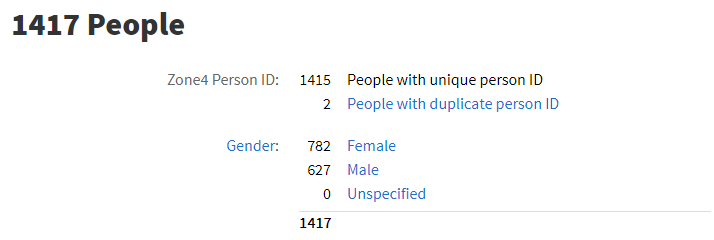 1417 People
Zone4 Person ID: 1415 People with unique person ID
2 People with duplicate person ID
Gender: 782 Female
627 Male
0 Unspecified
1417